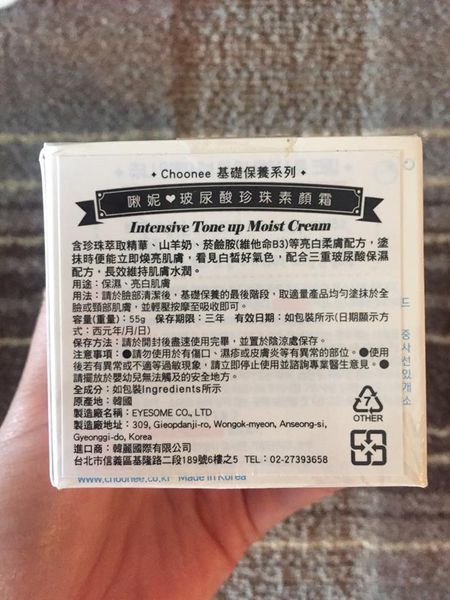 • Choonee 基礎保養系列 •
啾妮♥玻尿酸珍珠素顏霜
Intensive Tone up Moist Cream
含珍珠萃取精華、山羊奶、菸鹼胺(維他命B3)等亮白柔膚配方，塗
抹時便能立即煥亮肌膚，看見白皙好氣色，配合三重玻尿酸保濕
配方，長效維持肌膚水潤。
用途：保濕、亮白肌膚
用法：請於臉部清潔後，基礎保養的最後階段，取適量產品均勻塗抹於全
臉或頸部肌膚，並輕壓按摩至吸收即可。
容量(重量)：55g 保存期限：三年 有效日期：如包裝所示(日期顯示方
式：西元年/月/日)
保存方法：請於開封後盡速使用完畢，並置於陰涼處保存。
注意事項：●請勿使用於有傷口、濕疹或皮膚炎等有異常的部位。●使用
後若有異常或不適等過敏現象，請立即停止使用並諮詢專業醫生意見。●
請擺放於嬰幼兒無法觸及的安全地方。
全成分：如包裝Ingredients所示
原產地：韓國
製造廠名稱：EYESOME CO., LTD
製造廠地址：309, Gieopdanji-ro, Wongok-myeon, Anseong-si,
Gyeonggi-do, Korea
進口商：韓麗國際有限公司
台北市信義區基隆路二段189號6樓之5 TEL：02-27393658
7
OTHER
www.choonee.co.kr Made in Korea